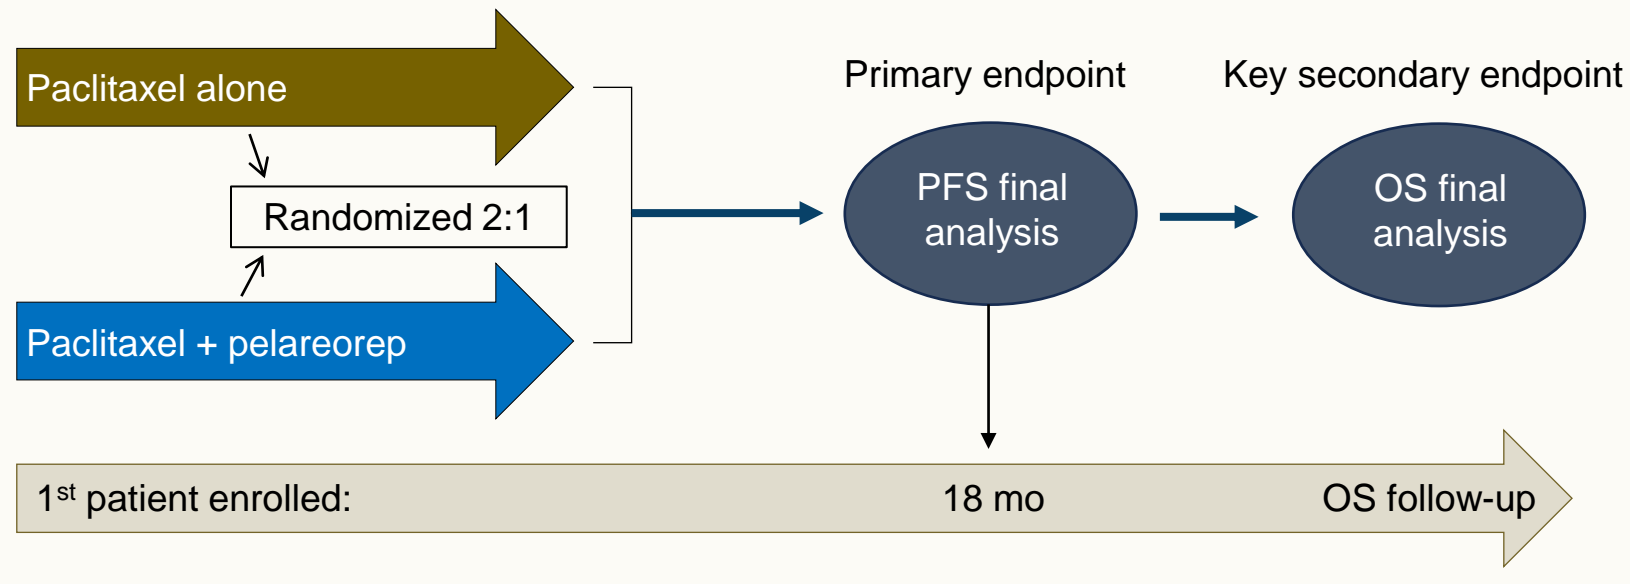 Paclitaxel alone
Randomized 2:1
Paclitaxel + pelareorep
Primary endpoint
PFS final
analysis
Key secondary endpoint
OS final
analysis
1st patient enrolled:
18 mo
OS follow-up